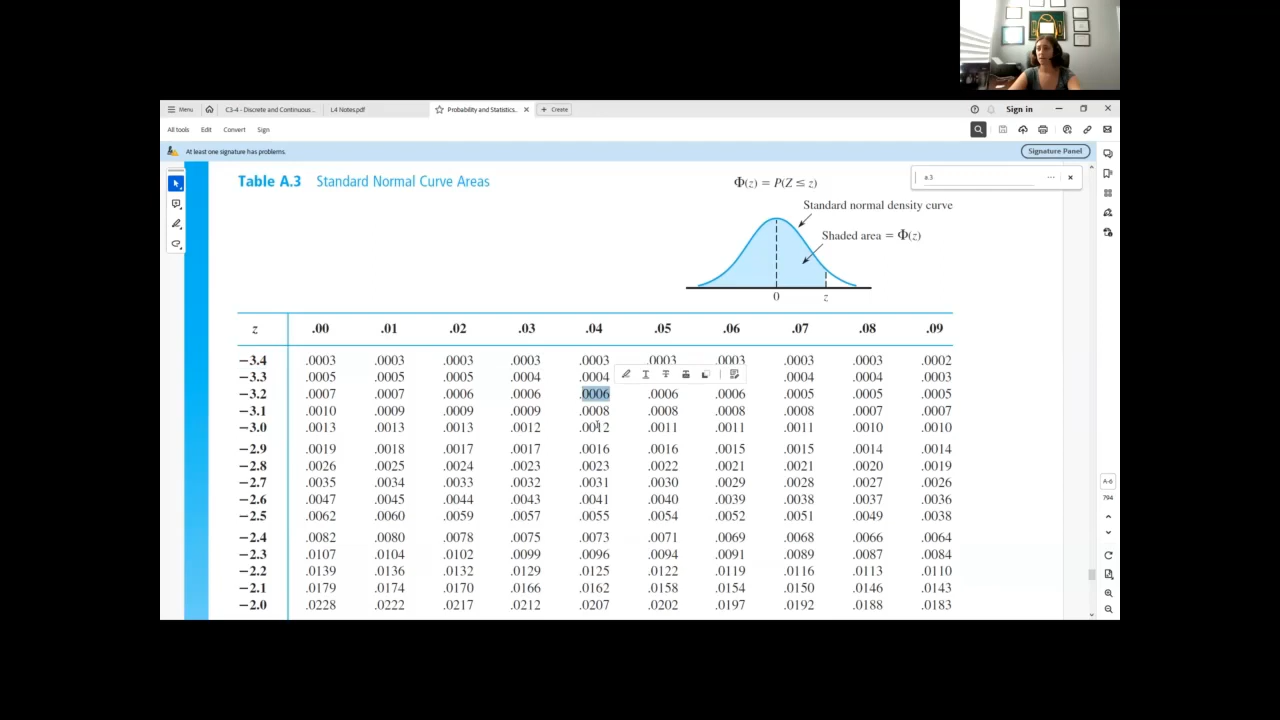 Menu C3-4 - Discrete and Continuous... L4 Notes.pdf Probability and Statistics.. Create Sign in
All tools Edit Convert Sign
At least one signature has problems. Signature Panel
a.3
Table A.3 Standard Normal Curve Areas
Φ(z) = P(Z ≤ z)
Standard normal density curve
Shaded area = Φ(z)
0 z
z .00 .01 .02 .03 .04 .05 .06 .07 .08 .09
−3.4 .0003 .0003 .0003 .0003 .0003 .0003 .0003 .0003 .0003 .0002
−3.3 .0005 .0005 .0005 .0004 .0004 .0004 .0004 .0003
−3.2 .0007 .0007 .0006 .0006 .0006 .0006 .0006 .0005 .0005 .0005
−3.1 .0010 .0009 .0009 .0009 .0008 .0008 .0008 .0008 .0007 .0007
−3.0 .0013 .0013 .0013 .0012 .0012 .0011 .0011 .0011 .0010 .0010
−2.9 .0019 .0018 .0017 .0017 .0016 .0016 .0015 .0015 .0014 .0014
−2.8 .0026 .0025 .0024 .0023 .0023 .0022 .0021 .0021 .0020 .0019
−2.7 .0035 .0034 .0033 .0032 .0031 .0030 .0029 .0028 .0027 .0026
−2.6 .0047 .0045 .0044 .0043 .0041 .0040 .0039 .0038 .0037 .0036
−2.5 .0062 .0060 .0059 .0057 .0055 .0054 .0052 .0051 .0049 .0038
−2.4 .0082 .0080 .0078 .0075 .0073 .0071 .0069 .0068 .0066 .0064
−2.3 .0107 .0104 .0102 .0099 .0096 .0094 .0091 .0089 .0087 .0084
−2.2 .0139 .0136 .0132 .0129 .0125 .0122 .0119 .0116 .0113 .0110
−2.1 .0179 .0174 .0170 .0166 .0162 .0158 .0154 .0150 .0146 .0143
−2.0 .0228 .0222 .0217 .0212 .0207 .0202 .0197 .0192 .0188 .0183
A-6
794